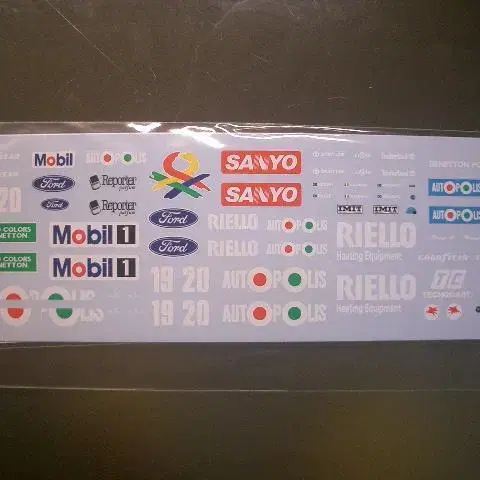 Mobil
AUTOPOLIS
SANYO
BENETTON
Ford
Reporter
AUTOPOLIS
20
Ford
Reporter
SANYO
IMIT
IMIT
AUTOPOLIS
COLORS
BENETTON.
Mobil 1
Ford
RIELLO
AUTOPOLIS
RIELLO
Heating Equipment
COLORS
BENETTON.
Mobil 1
Ford
RIELLO
AUTOPOLIS
GOODYEAR
19 20
AUTOPOLIS
RIELLO
Heating Equipment
TECNODART
19 20
AUTOPOLIS